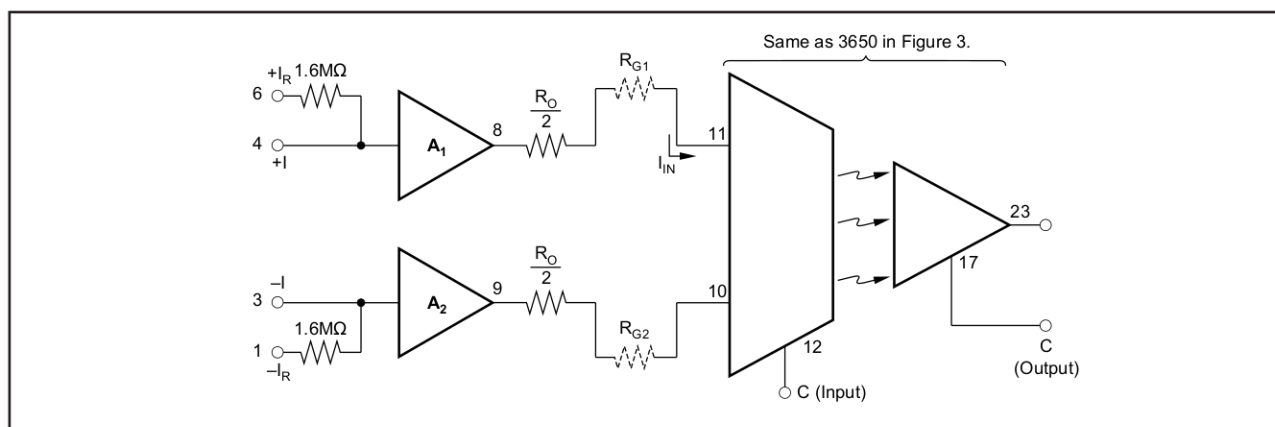 Same as 3650 in Figure 3.
+I_R
1.6MΩ
6
4
+I
A₁
8
R_O
2
R_G1
11
I_IN
–I
3
1.6MΩ
1
–I_R
A₂
9
R_O
2
R_G2
10
12
C (Input)
23
17
C
(Output)